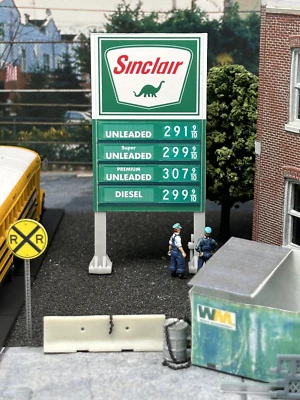 Sinclair
UNLEADED 291 9/10
Super
UNLEADED 299 9/10
PREMIUM
UNLEADED 307 9/10
DIESEL 299 9/10
R R
WM